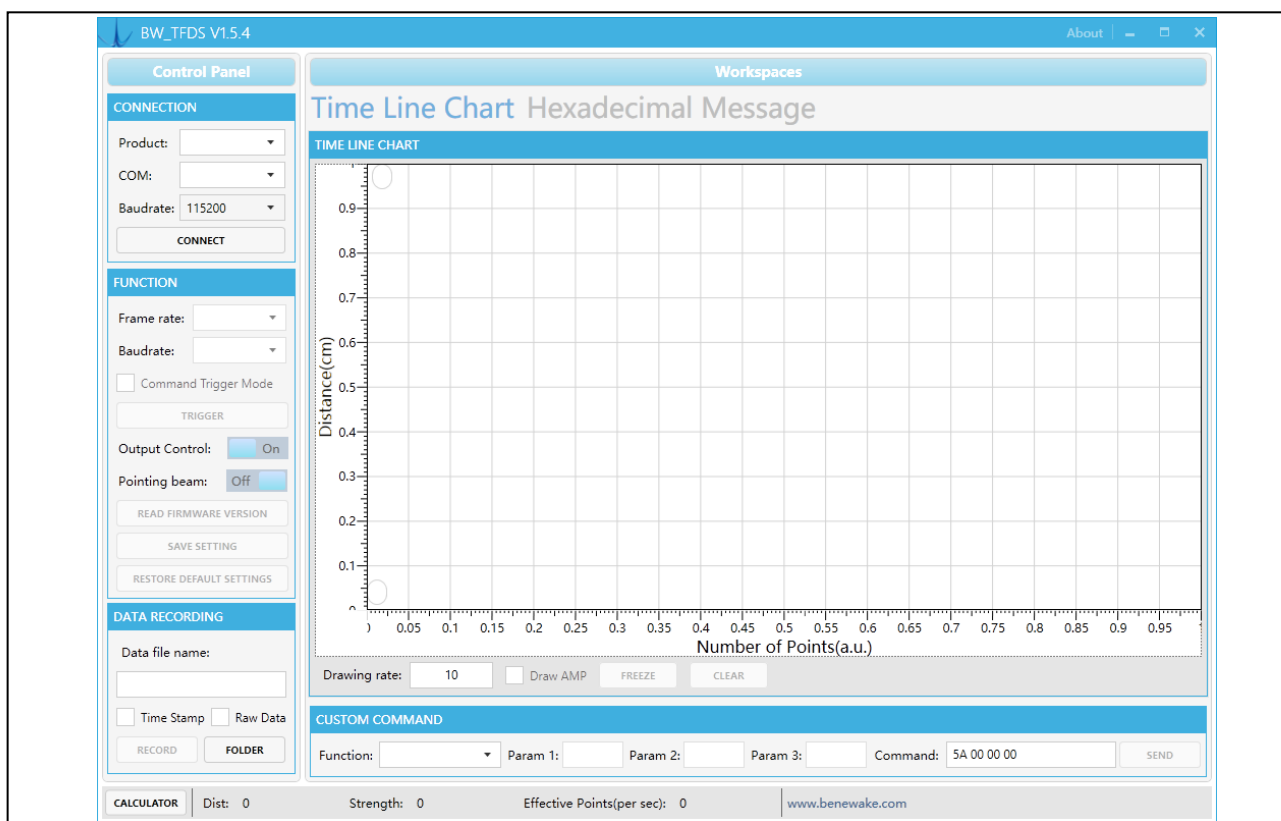 BW_TFDS V1.5.4
About
Control Panel
Workspaces
CONNECTION
Product:
COM:
Baudrate: 115200
CONNECT
FUNCTION
Frame rate:
Baudrate:
Command Trigger Mode
TRIGGER
Output Control: On
Pointing beam: Off
READ FIRMWARE VERSION
SAVE SETTING
RESTORE DEFAULT SETTINGS
DATA RECORDING
Data file name:
Time Stamp Raw Data
RECORD FOLDER
Time Line Chart Hexadecimal Message
TIME LINE CHART
Distance(cm)
0.9
0.8
0.7
0.6
0.5
0.4
0.3
0.2
0.1
0.05 0.1 0.15 0.2 0.25 0.3 0.35 0.4 0.45 0.5 0.55 0.6 0.65 0.7 0.75 0.8 0.85 0.9 0.95
Number of Points(a.u.)
Drawing rate: 10 Draw AMP FREEZE CLEAR
CUSTOM COMMAND
Function: Param 1: Param 2: Param 3: Command: 5A 00 00 00 SEND
CALCULATOR Dist: 0 Strength: 0 Effective Points(per sec): 0 www.benewake.com